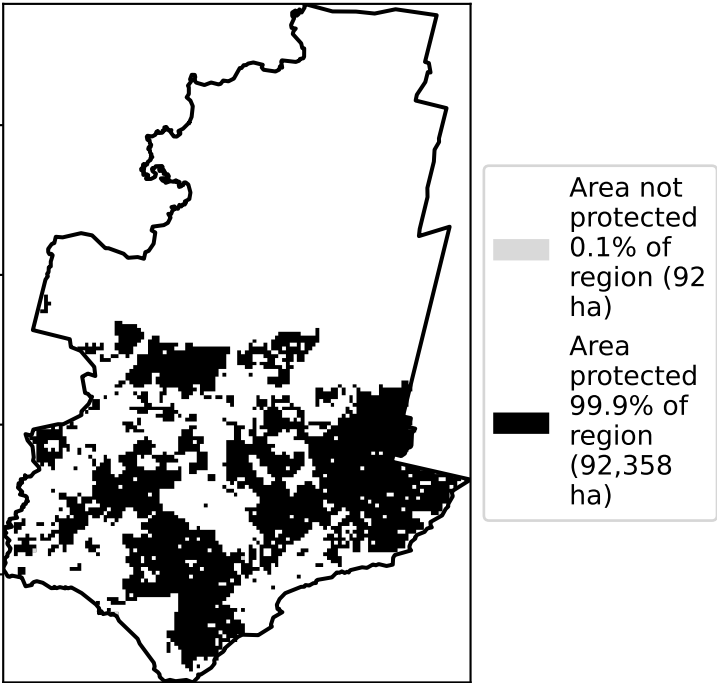 Area not
protected
0.1% of
region (92
ha)
Area
protected
99.9% of
region
(92,358
ha)